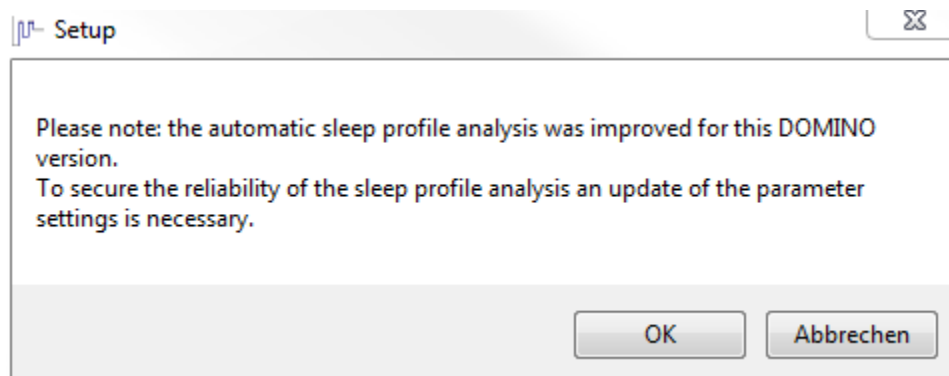 Setup
Please note: the automatic sleep profile analysis was improved for this DOMINO
version.
To secure the reliability of the sleep profile analysis an update of the parameter
settings is necessary.
OK Abbrechen